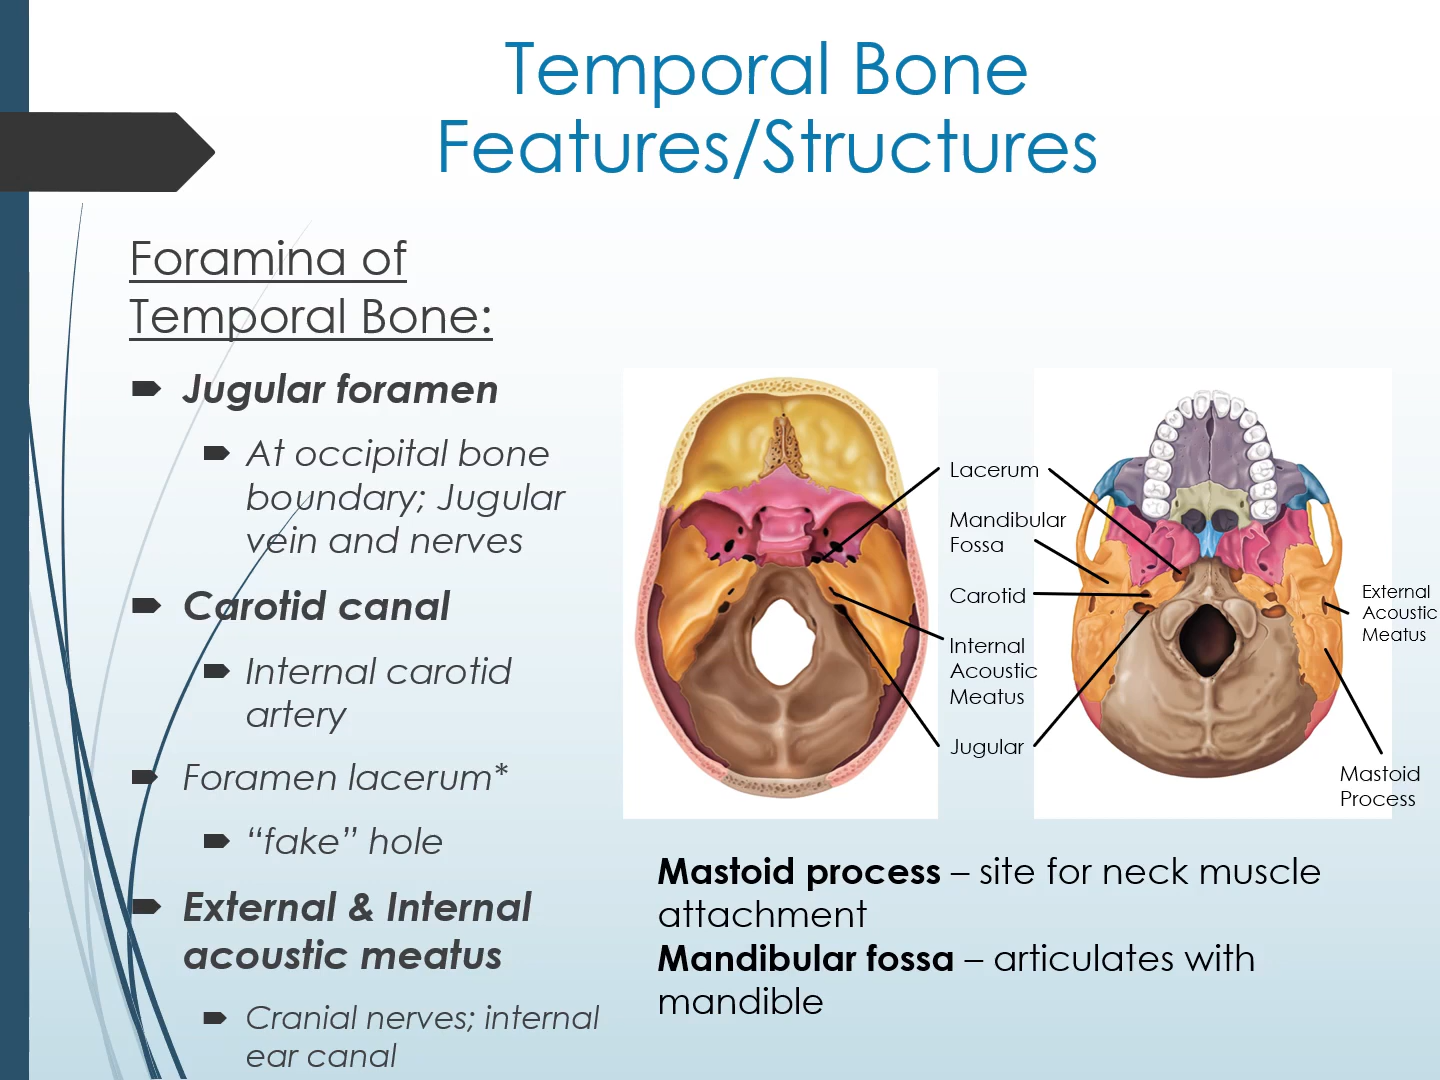 Temporal Bone
Features/Structures
Foramina of
Temporal Bone:
Jugular foramen
At occipital bone
boundary; Jugular
vein and nerves
Carotid canal
Internal carotid
artery
Foramen lacerum*
“fake” hole
External & Internal
acoustic meatus
Cranial nerves; internal
ear canal
Lacerum
Mandibular
Fossa
Carotid
Internal
Acoustic
Meatus
Jugular
External
Acoustic
Meatus
Mastoid
Process
Mastoid process – site for neck muscle
attachment
Mandibular fossa – articulates with
mandible